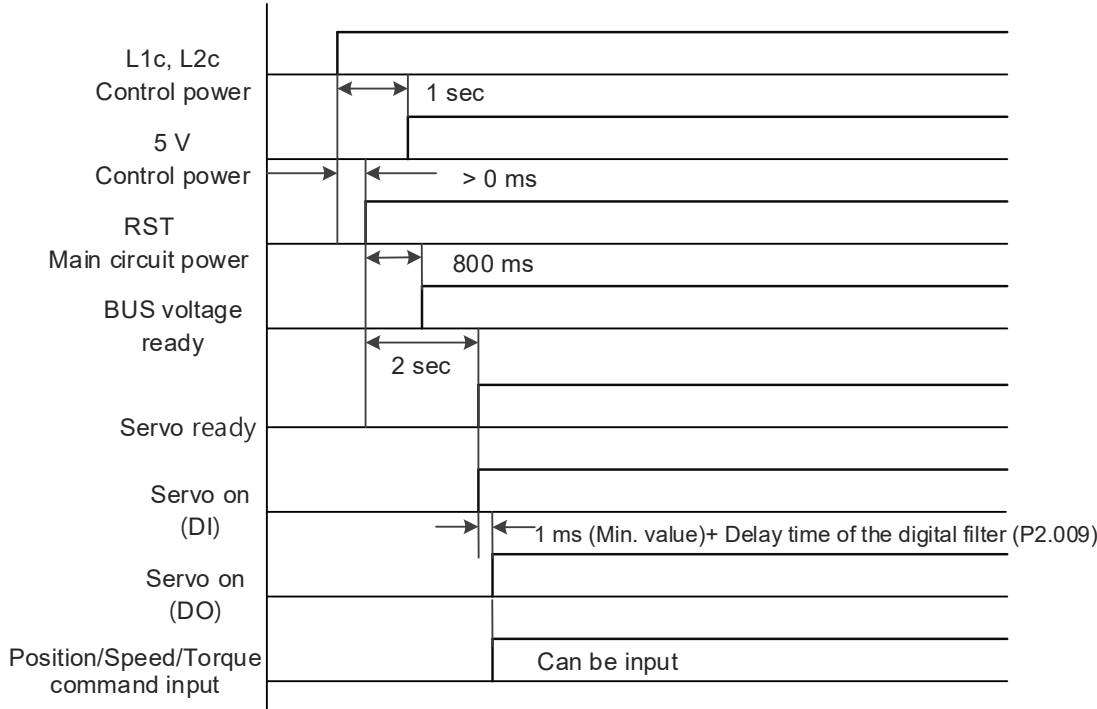 L1c, L2c
Control power
1 sec
5 V
Control power
> 0 ms
RST
Main circuit power
800 ms
BUS voltage
ready
2 sec
Servo ready
Servo on
(DI)
1 ms (Min. value)+ Delay time of the digital filter (P2.009)
Servo on
(DO)
Position/Speed/Torque
command input
Can be input